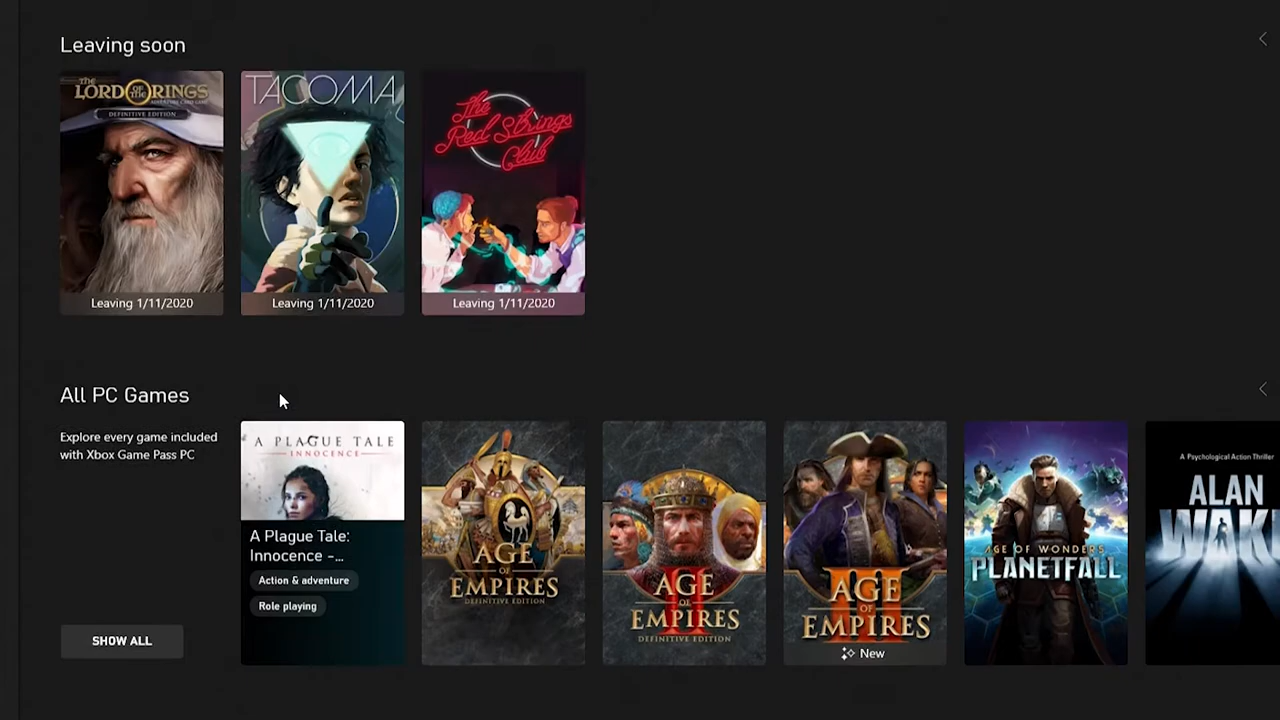 Leaving soon
THE
LORD OF THE RINGS
ADVENTURE CARD GAME
DEFINITIVE EDITION
Leaving 1/11/2020
TACOMA
Leaving 1/11/2020
The
Red Strings
Club
Leaving 1/11/2020
All PC Games
Explore every game included
with Xbox Game Pass PC
SHOW ALL
A PLAGUE TALE
INNOCENCE
A Plague Tale:
Innocence -...
Action & adventure
Role playing
AGE
OF
EMPIRES
DEFINITIVE EDITION
AGE
OF
EMPIRES
II
DEFINITIVE EDITION
AGE
OF
EMPIRES
III
New
AGE OF WONDERS
PLANETFALL
A Psychological Action Thriller
ALAN
WAKE